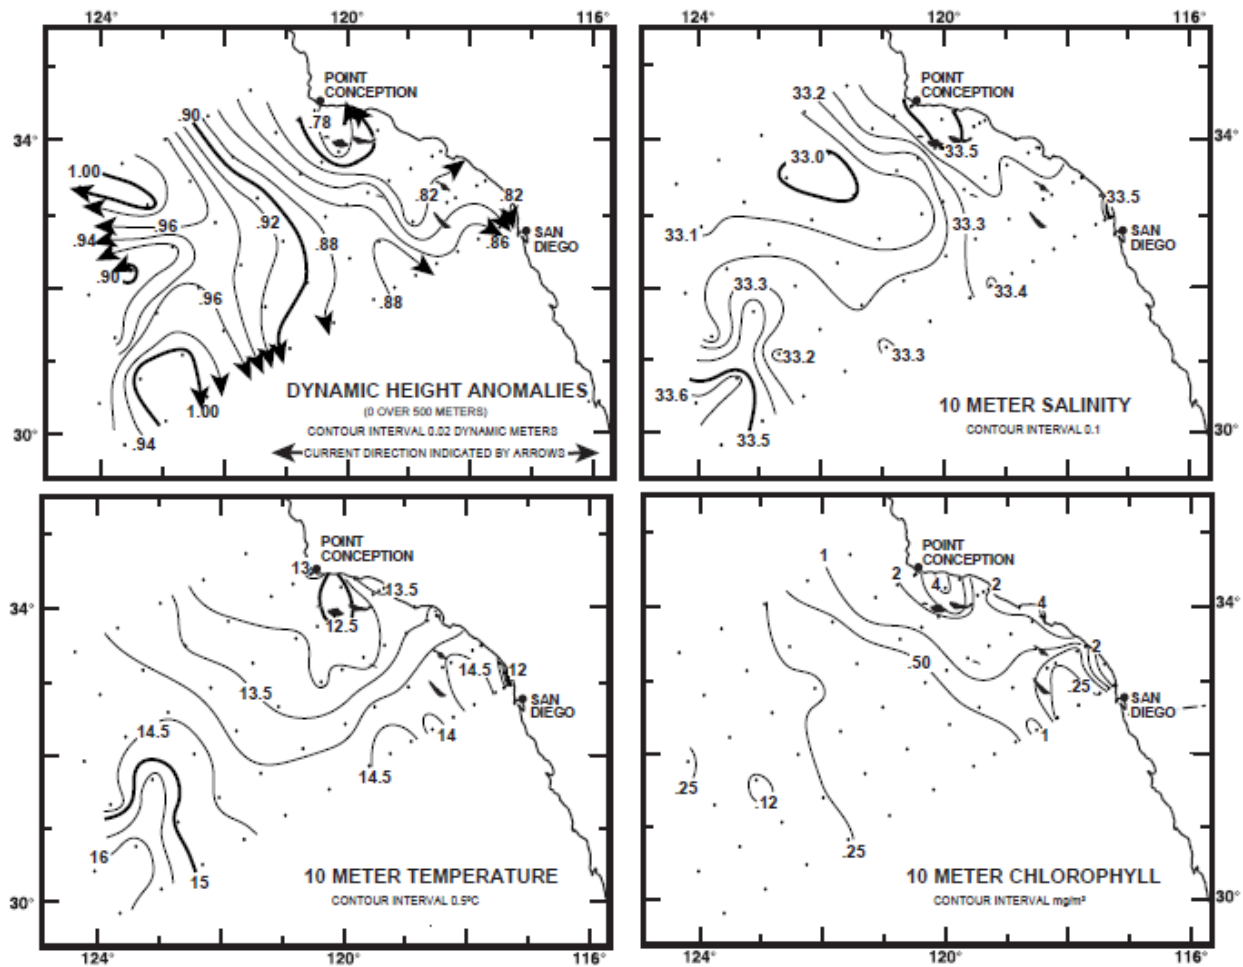 124°
120°
116°
POINT
CONCEPTION
34°
30°
.90
.78
1.00
.96
.94
.90
.92
.88
.82
.82
.86
.88
.96
1.00
.94
SAN
DIEGO
DYNAMIC HEIGHT ANOMALIES
(0 OVER 500 METERS)
CONTOUR INTERVAL 0.02 DYNAMIC METERS
CURRENT DIRECTION INDICATED BY ARROWS
120°
116°
POINT
CONCEPTION
34°
30°
33.2
33.0
33.5
33.1
33.3
33.5
33.3
33.4
33.2
33.3
33.6
33.5
SAN
DIEGO
10 METER SALINITY
CONTOUR INTERVAL 0.1
POINT
CONCEPTION
34°
30°
13
13.5
12.5
13.5
14.5
12
14.5
14
14.5
16
15
SAN
DIEGO
10 METER TEMPERATURE
CONTOUR INTERVAL 0.5ºC
124°
120°
116°
POINT
CONCEPTION
34°
30°
1
2
4
2
4
.50
2
.25
1
.25
.12
.25
SAN
DIEGO
10 METER CHLOROPHYLL
CONTOUR INTERVAL mg/m³
124°
120°
116°